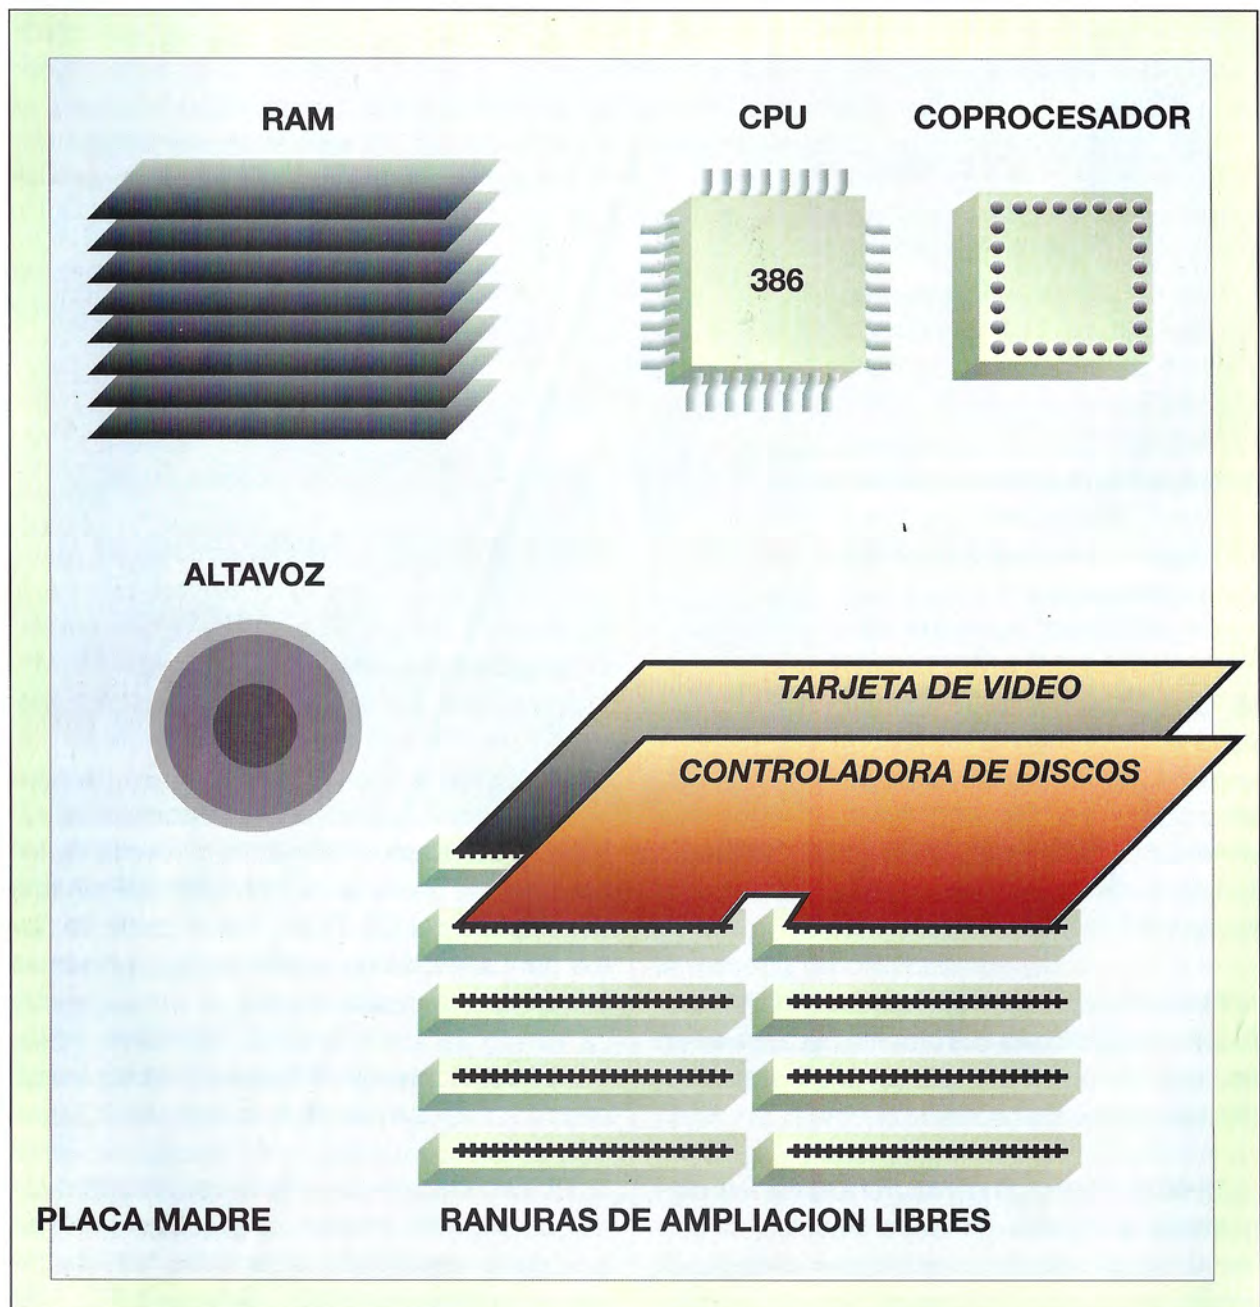 RAM
CPU
COPROCESADOR
386
ALTAVOZ
TARJETA DE VIDEO
CONTROLADORA DE DISCOS
PLACA MADRE
RANURAS DE AMPLIACION LIBRES